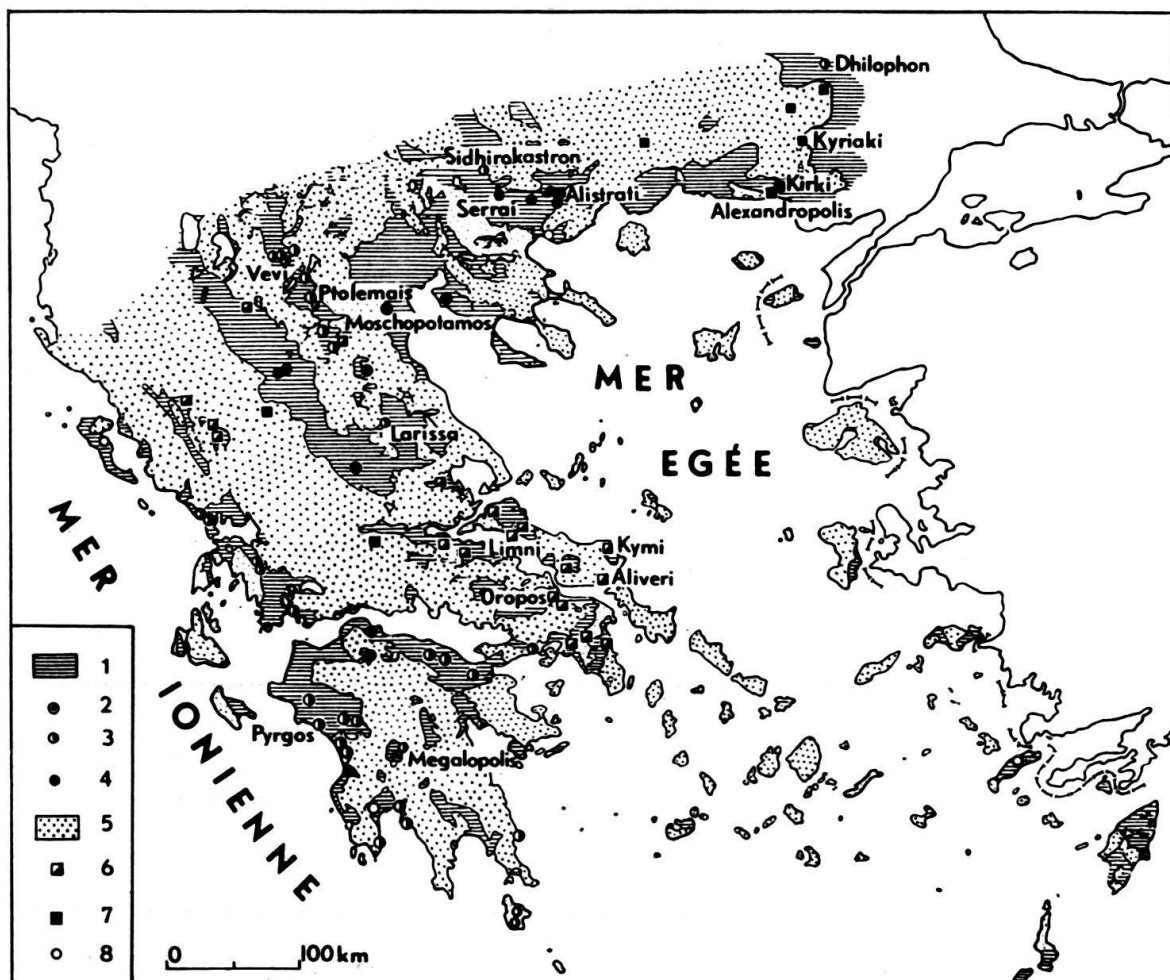 Dhilophon
Kyriaki
Sidhirokastron
Kirki
Alistrati
Serrai
Alexandropolis
Vevi
Ptolemais
Moschopotamos
MER
EGÉE
Larissa
MER
IONIENNE
Limni
Kymi
Aliveri
Oropos
Pyrgos
Megalopolis
1
2
3
4
5
6
7
8
0 100 km